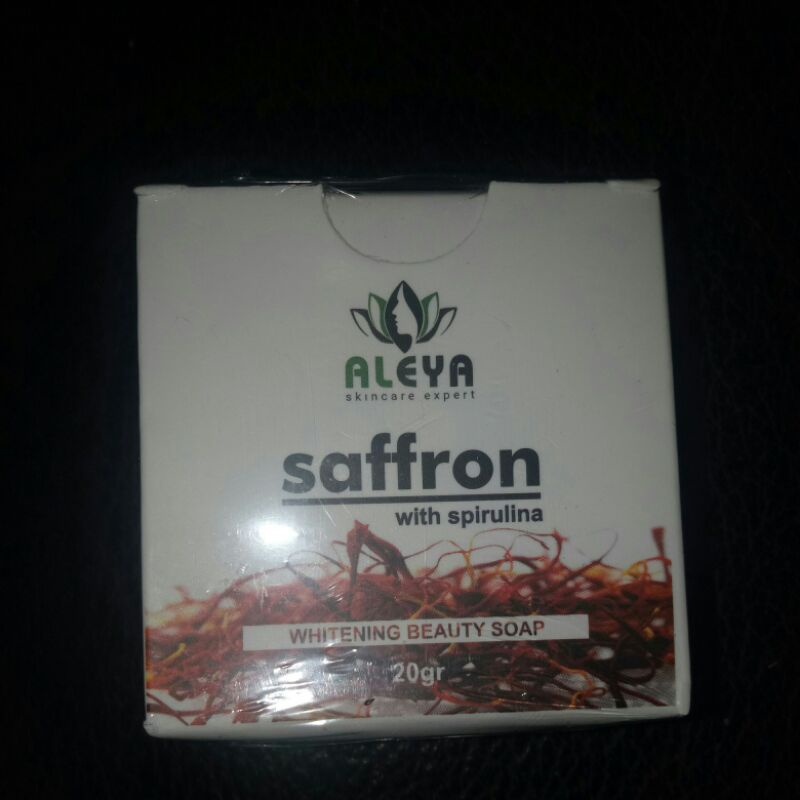 ALEYA
skincare expert
saffron
with spirulina
WHITENING BEAUTY SOAP
20gr